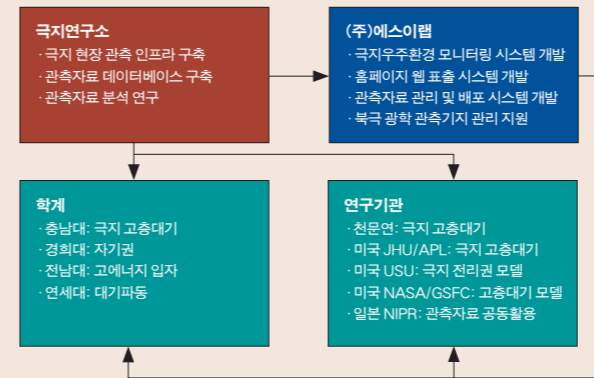 극지연구소
· 극지 현장 관측 인프라 구축
· 관측자료 데이터베이스 구축
· 관측자료 분석 연구
(주)에스이랩
· 극지우주환경 모니터링 시스템 개발
· 홈페이지 웹 표출 시스템 개발
· 관측자료 관리 및 배포 시스템 개발
· 북극 광학 관측기지 관리 지원
학계
· 충남대: 극지 고층대기
· 경희대: 자기권
· 전남대: 고에너지 입자
· 연세대: 대기파동
연구기관
· 천문연: 극지 고층대기
· 미국 JHU/APL: 극지 고층대기
· 미국 USU: 극지 전리권 모델
· 미국 NASA/GSFC: 고층대기 모델
· 일본 NIPR: 관측자료 공동활용